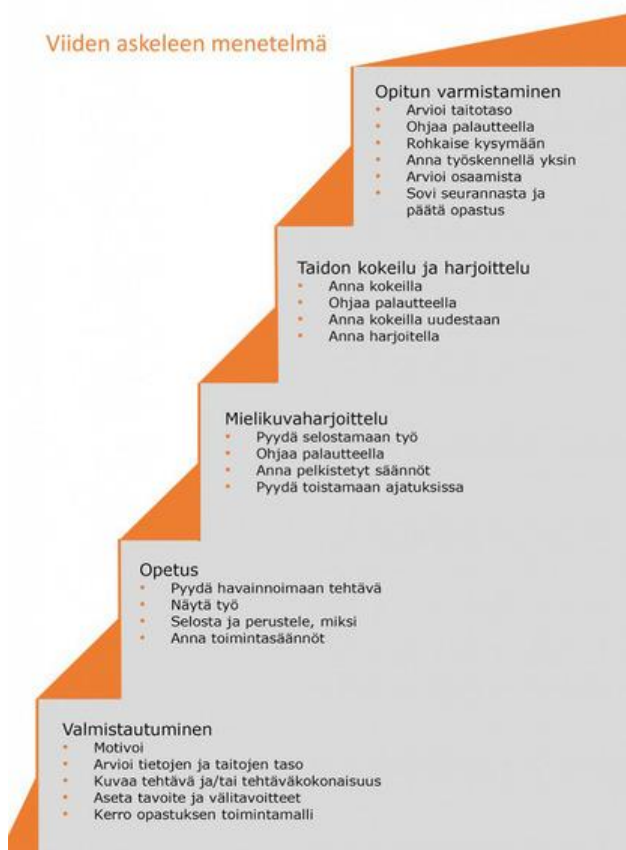 Viiden askeleen menetelmä
Opitun varmistaminen
• Arvioi taitotaso
• Ohjaa palautteella
• Rohkaise kysymään
• Anna työskennellä yksin
• Arvioi osaamista
• Sovi seurannasta ja
päätä opastus
Taidon kokeilu ja harjoittelu
• Anna kokeilla
• Ohjaa palautteella
• Anna kokeilla uudestaan
• Anna harjoitella
Mielikuvaharjoittelu
• Pyydä selostamaan työ
• Ohjaa palautteella
• Anna pelkistetyt säännöt
• Pyydä toistamaan ajatuksissa
Opetus
• Pyydä havainnoimaan tehtävä
• Näytä työ
• Selosta ja perustele, miksi
• Anna toimintasäännöt
Valmistautuminen
• Motivoi
• Arvioi tietojen ja taitojen taso
• Kuvaa tehtävä ja/tai tehtäväkokonaisuus
• Aseta tavoite ja välitavoitteet
• Kerro opastuksen toimintamalli